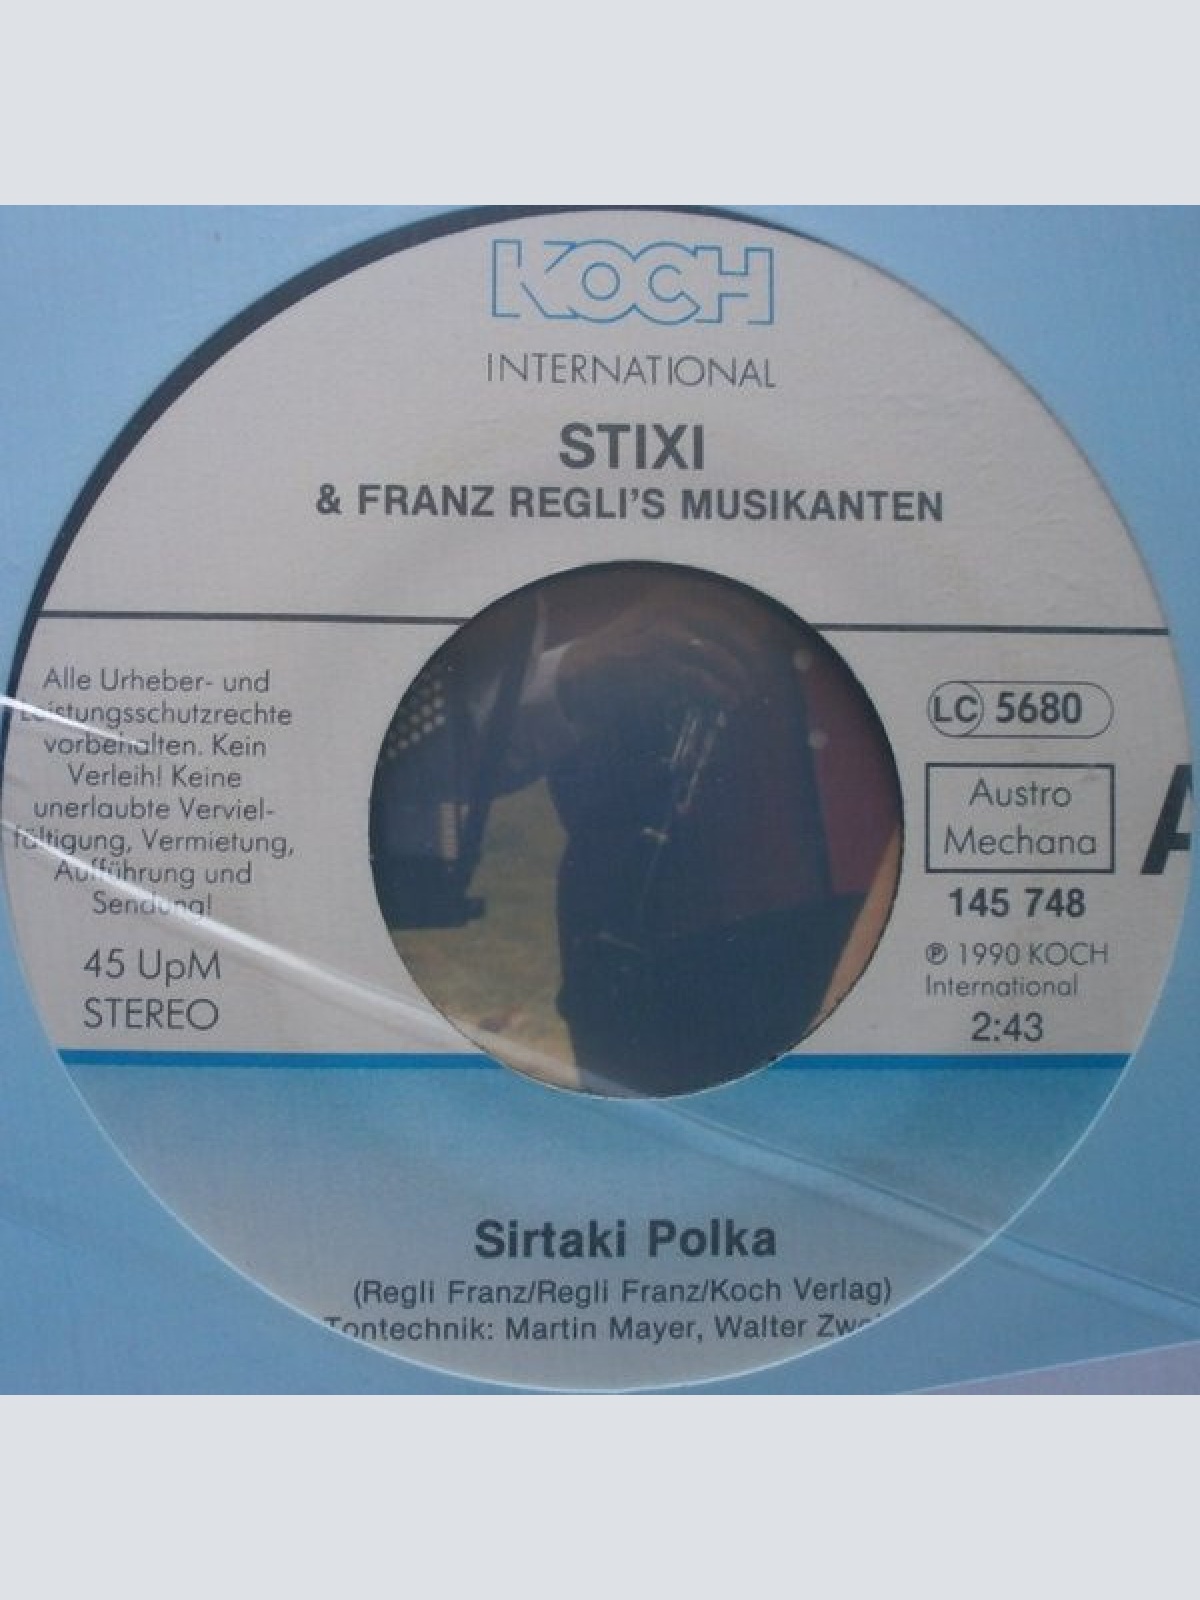 KOCH
INTERNATIONAL
STIXI
& FRANZ REGLI'S MUSIKANTEN
Alle Urheber- und
Leistungsschutzrechte
vorbehalten. Kein
Verleih! Keine
unerlaubte Verviel-
fältigung, Vermietung,
Aufführung und
Sendung!
45 UpM
STEREO
LC 5680
Austro
Mechana
A
145 748
℗ 1990 KOCH
International
2:43
Sirtaki Polka
(Regli Franz/Regli Franz/Koch Verlag)
Tontechnik: Martin Mayer, Walter